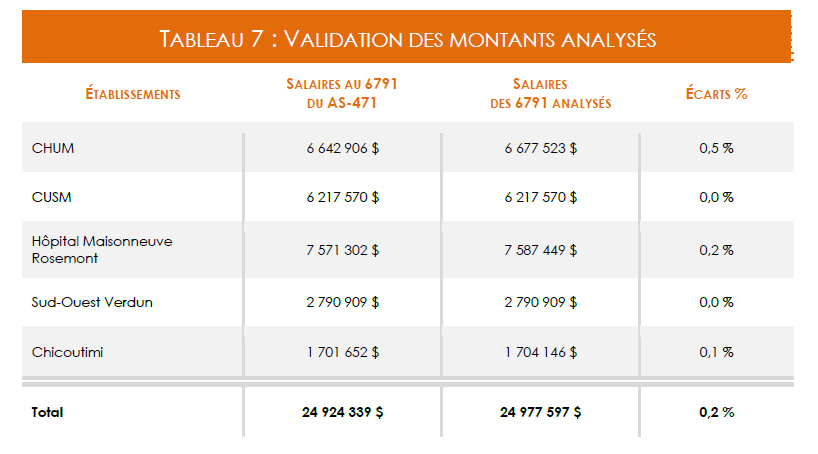 TABLEAU 7 : VALIDATION DES MONTANTS ANALYSÉS
ÉTABLISSEMENTS
SALAIRES AU 6791
DU AS-471
SALAIRES
DES 6791 ANALYSÉS
ÉCARTS %
CHUM 6 642 906 $ 6 677 523 $ 0,5 %
CUSM 6 217 570 $ 6 217 570 $ 0,0 %
Hôpital Maisonneuve
Rosemont 7 571 302 $ 7 587 449 $ 0,2 %
Sud-Ouest Verdun 2 790 909 $ 2 790 909 $ 0,0 %
Chicoutimi 1 701 652 $ 1 704 146 $ 0,1 %
Total 24 924 339 $ 24 977 597 $ 0,2 %